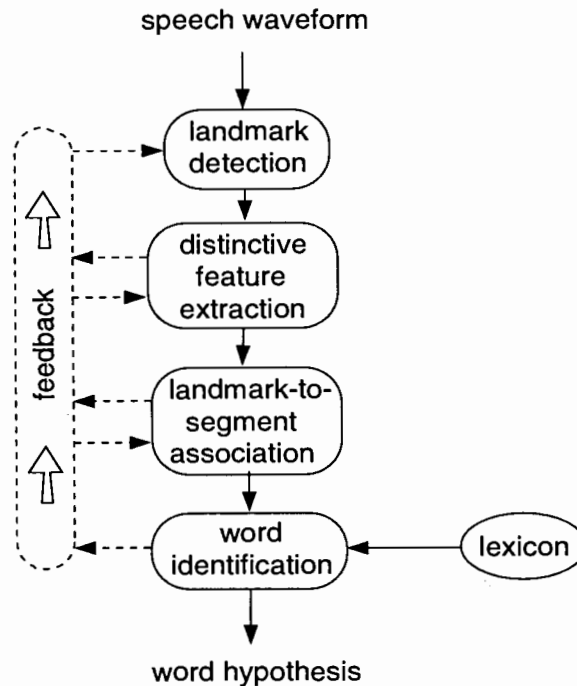 speech waveform
landmark
detection
distinctive
feature
extraction
feedback
landmark-to-
segment
association
word
identification
lexicon
word hypothesis